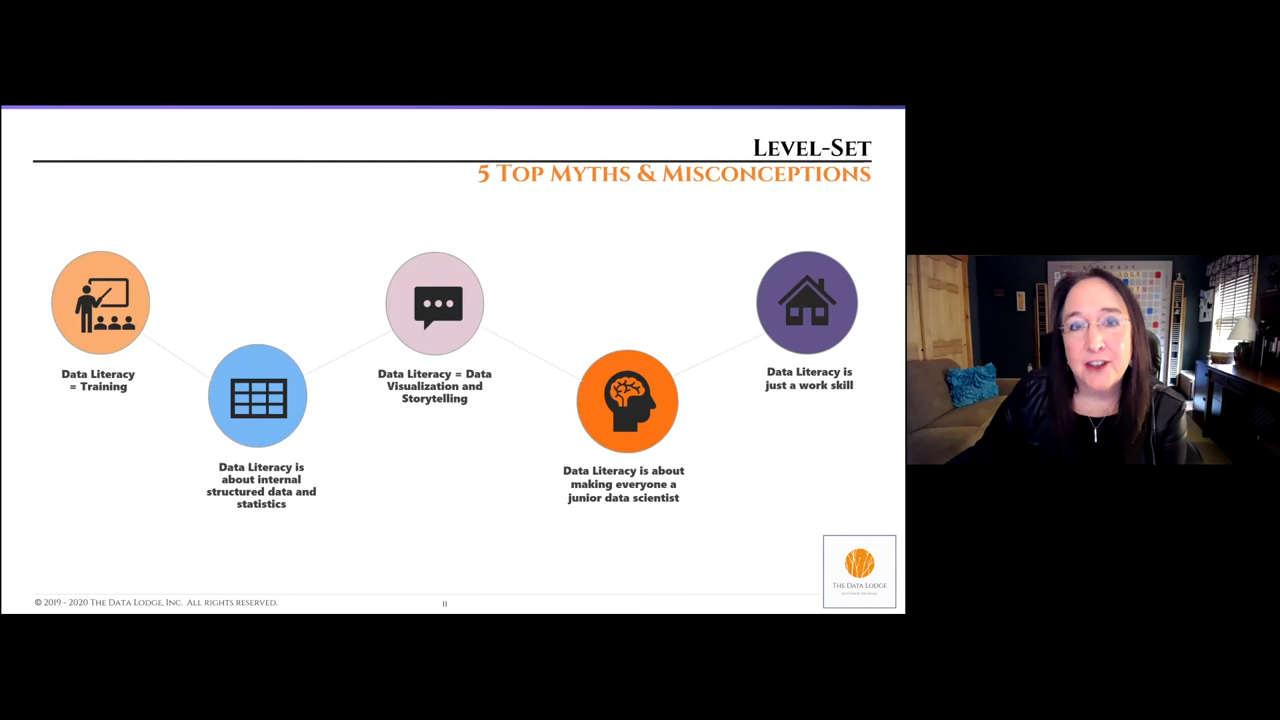 Level-Set
5 Top Myths & Misconceptions
Data Literacy
= Training
Data Literacy is
about internal
structured data and
statistics
Data Literacy = Data
Visualization and
Storytelling
Data Literacy is about
making everyone a
junior data scientist
Data Literacy is
just a work skill
© 2019 - 2020 The Data Lodge, Inc. All rights reserved.
11
The Data Lodge